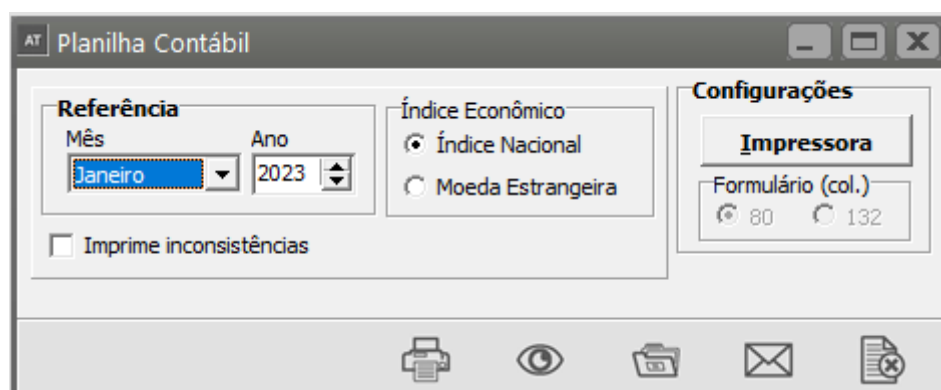 AT Planilha Contábil
Referência
Mês Ano
Janeiro 2023
Imprime inconsistências
Índice Econômico
Índice Nacional
Moeda Estrangeira
Configurações
Impressora
Formulário (col.)
80 132